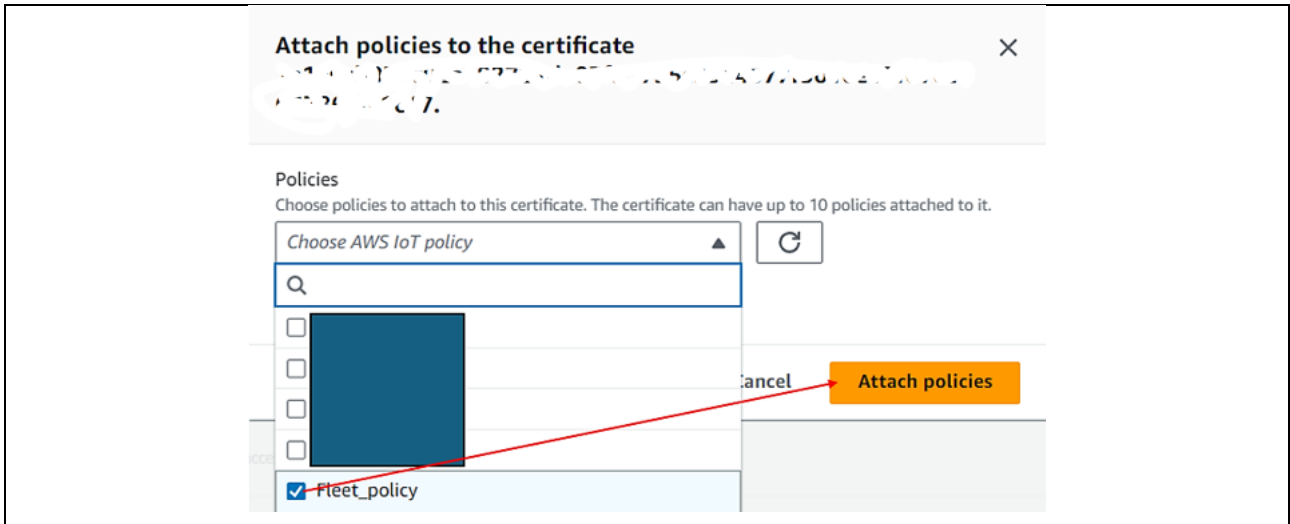 Attach policies to the certificate
Policies
Choose policies to attach to this certificate. The certificate can have up to 10 policies attached to it.
Choose AWS IoT policy
Cancel
Attach policies
Fleet_policy